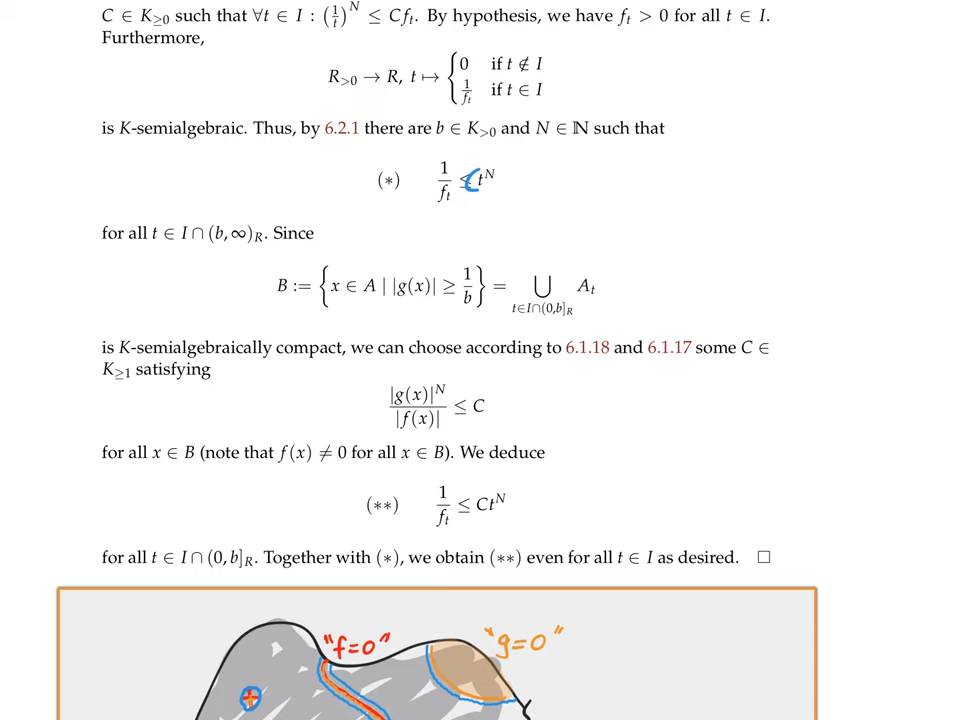 C ∈ K≥0 such that ∀t ∈ I : (1/t)^N ≤ Cf_t. By hypothesis, we have f_t > 0 for all t ∈ I.
Furthermore,
R>0 → R, t ↦ { 0 if t ∉ I
1/f_t if t ∈ I
is K-semialgebraic. Thus, by 6.2.1 there are b ∈ K>0 and N ∈ ℕ such that
(∗) 1/f_t ≤ t^N
for all t ∈ I ∩ (b, ∞)_R. Since
B := { x ∈ A | |g(x)| ≥ 1/b } = ⋃_{t∈I∩(0,b]_R} A_t
is K-semialgebraically compact, we can choose according to 6.1.18 and 6.1.17 some C ∈
K≥1 satisfying
|g(x)|^N / |f(x)| ≤ C
for all x ∈ B (note that f(x) ≠ 0 for all x ∈ B). We deduce
(∗∗) 1/f_t ≤ Ct^N
for all t ∈ I ∩ (0, b]_R. Together with (∗), we obtain (∗∗) even for all t ∈ I as desired. □
"f=0" "g=0"
+